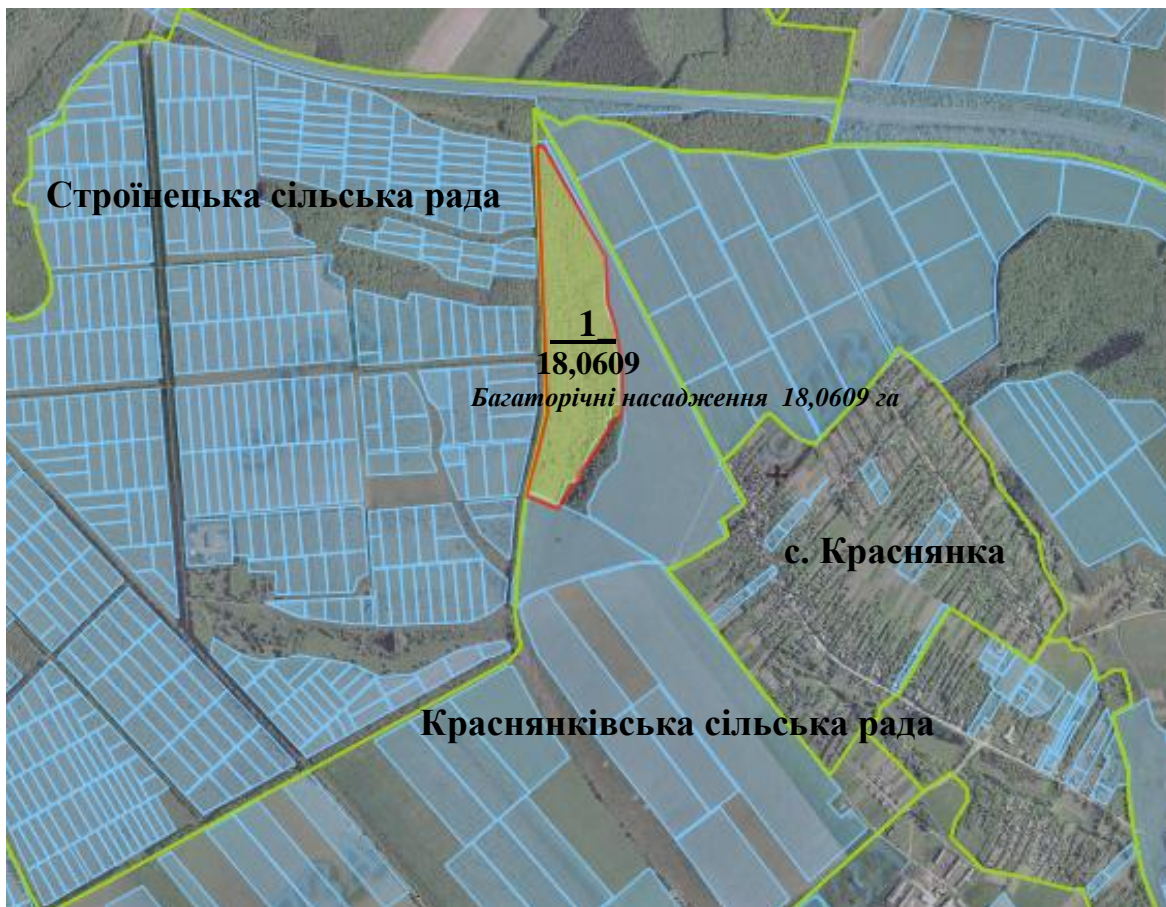 Строїнецька сільська рада
1
18,0609
Багаторічні насадження 18,0609 га
с. Краснянка
Краснянківська сільська рада